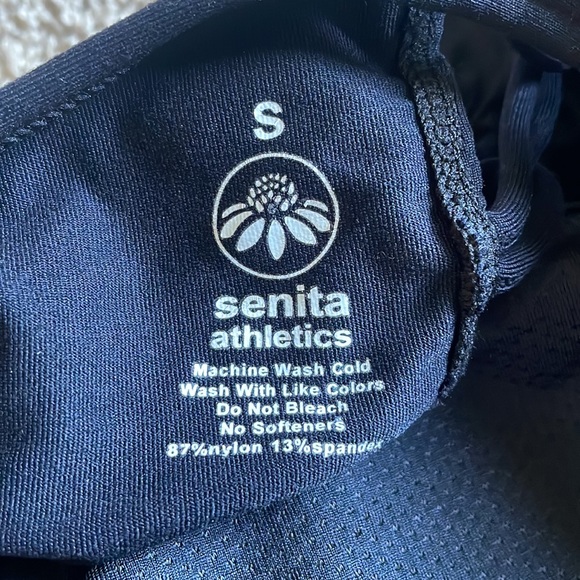 S
senita
athletics
Machine Wash Cold
Wash With Like Colors
Do Not Bleach
No Softeners
87%nylon 13%spandex